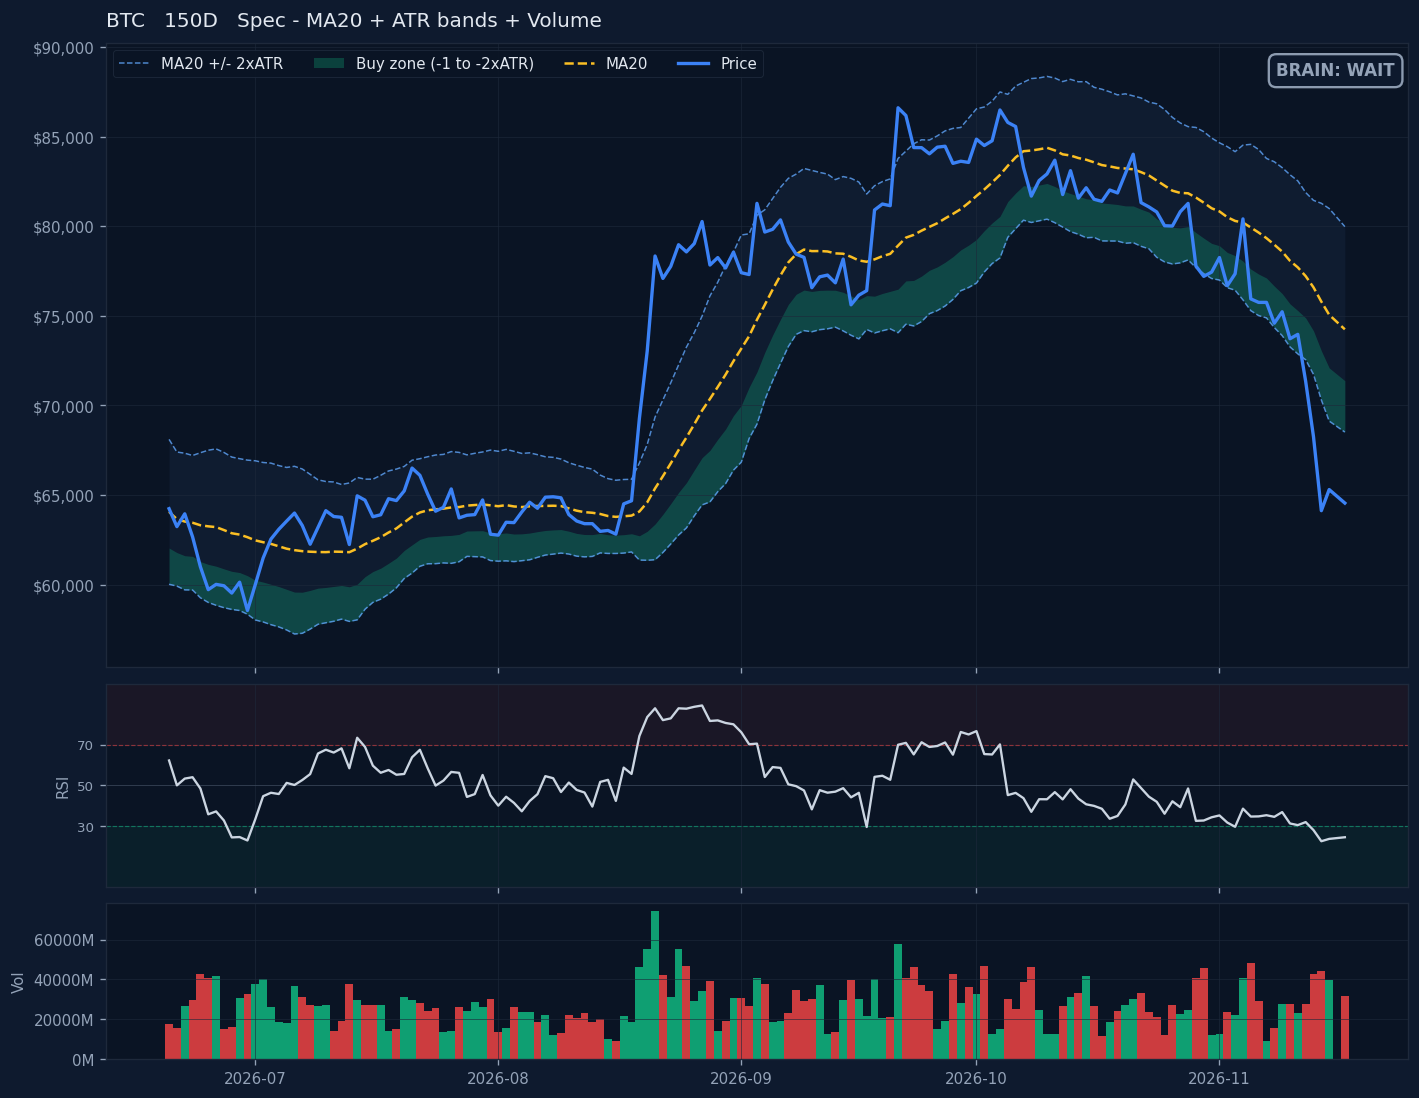 BTC   150D   Spec - MA20 + ATR bands + Volume
MA20 +/- 2xATR
Buy zone (-1 to -2xATR)
MA20
Price
BRAIN: WAIT
$90,000
$85,000
$80,000
$75,000
$70,000
$65,000
$60,000
RSI
70
50
30
Vol
60000M
40000M
20000M
0M
2026-07
2026-08
2026-09
2026-10
2026-11